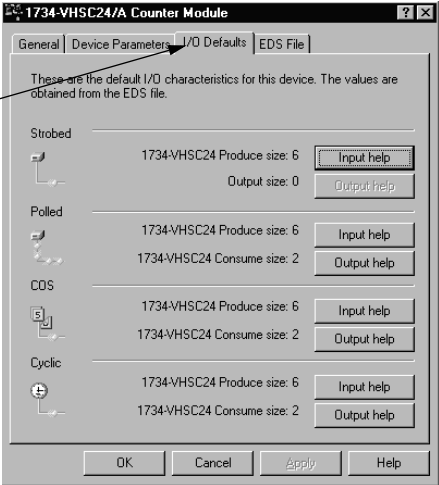 1734-VHSC24/A Counter Module
General Device Parameters I/O Defaults EDS File
These are the default I/O characteristics for this device. The values are
obtained from the EDS file.
Strobed
1734-VHSC24 Produce size: 6 Input help
Output size: 0 Output help
Polled
1734-VHSC24 Produce size: 6 Input help
1734-VHSC24 Consume size: 2 Output help
COS
1734-VHSC24 Produce size: 6 Input help
1734-VHSC24 Consume size: 2 Output help
Cyclic
1734-VHSC24 Produce size: 6 Input help
1734-VHSC24 Consume size: 2 Output help
OK Cancel Apply Help